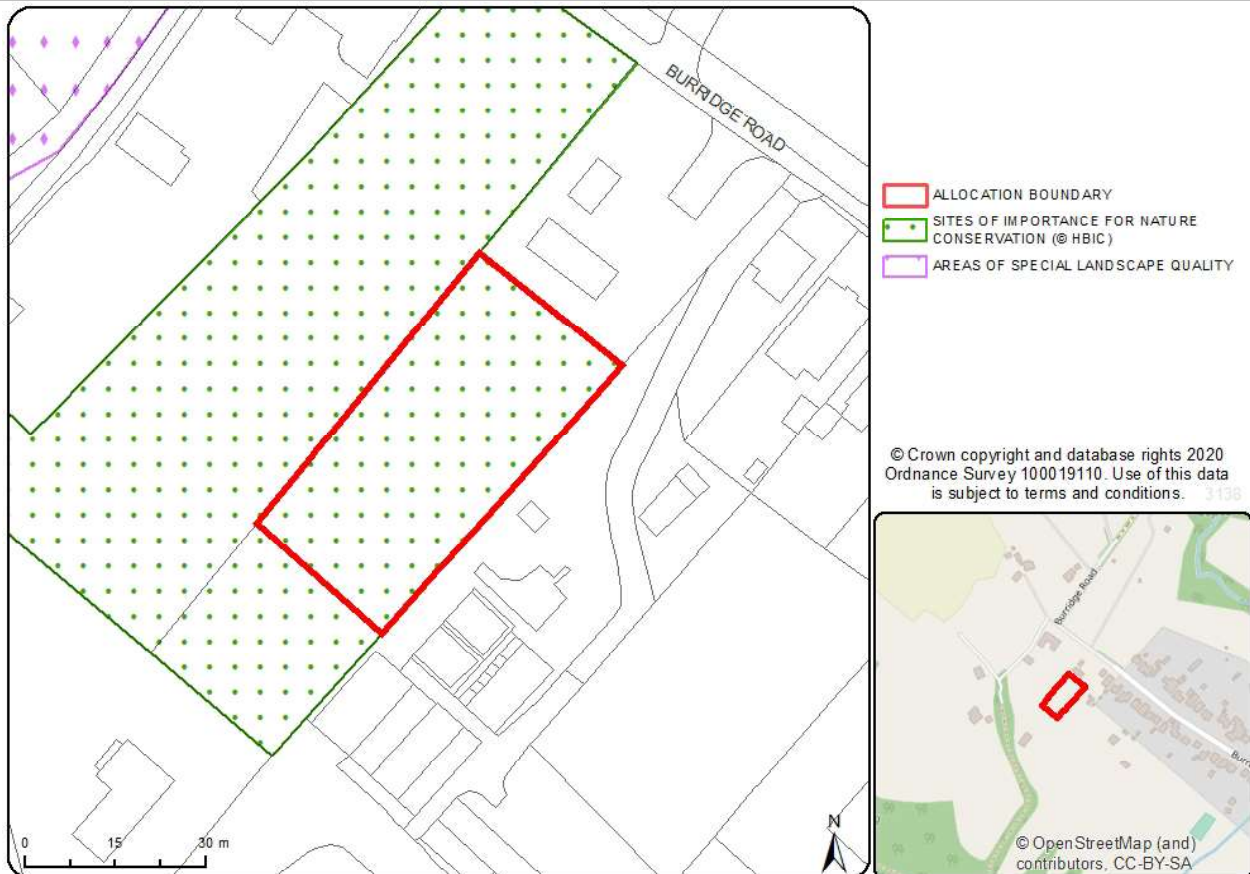 BURRIDGE ROAD
ALLOCATION BOUNDARY
SITES OF IMPORTANCE FOR NATURE
CONSERVATION (© HBIC)
AREAS OF SPECIAL LANDSCAPE QUALITY
© Crown copyright and database rights 2020
Ordnance Survey 100019110. Use of this data
is subject to terms and conditions.
3138
Burridge Road
Burri
© OpenStreetMap (and)
contributors, CC-BY-SA
N
0 15 30 m